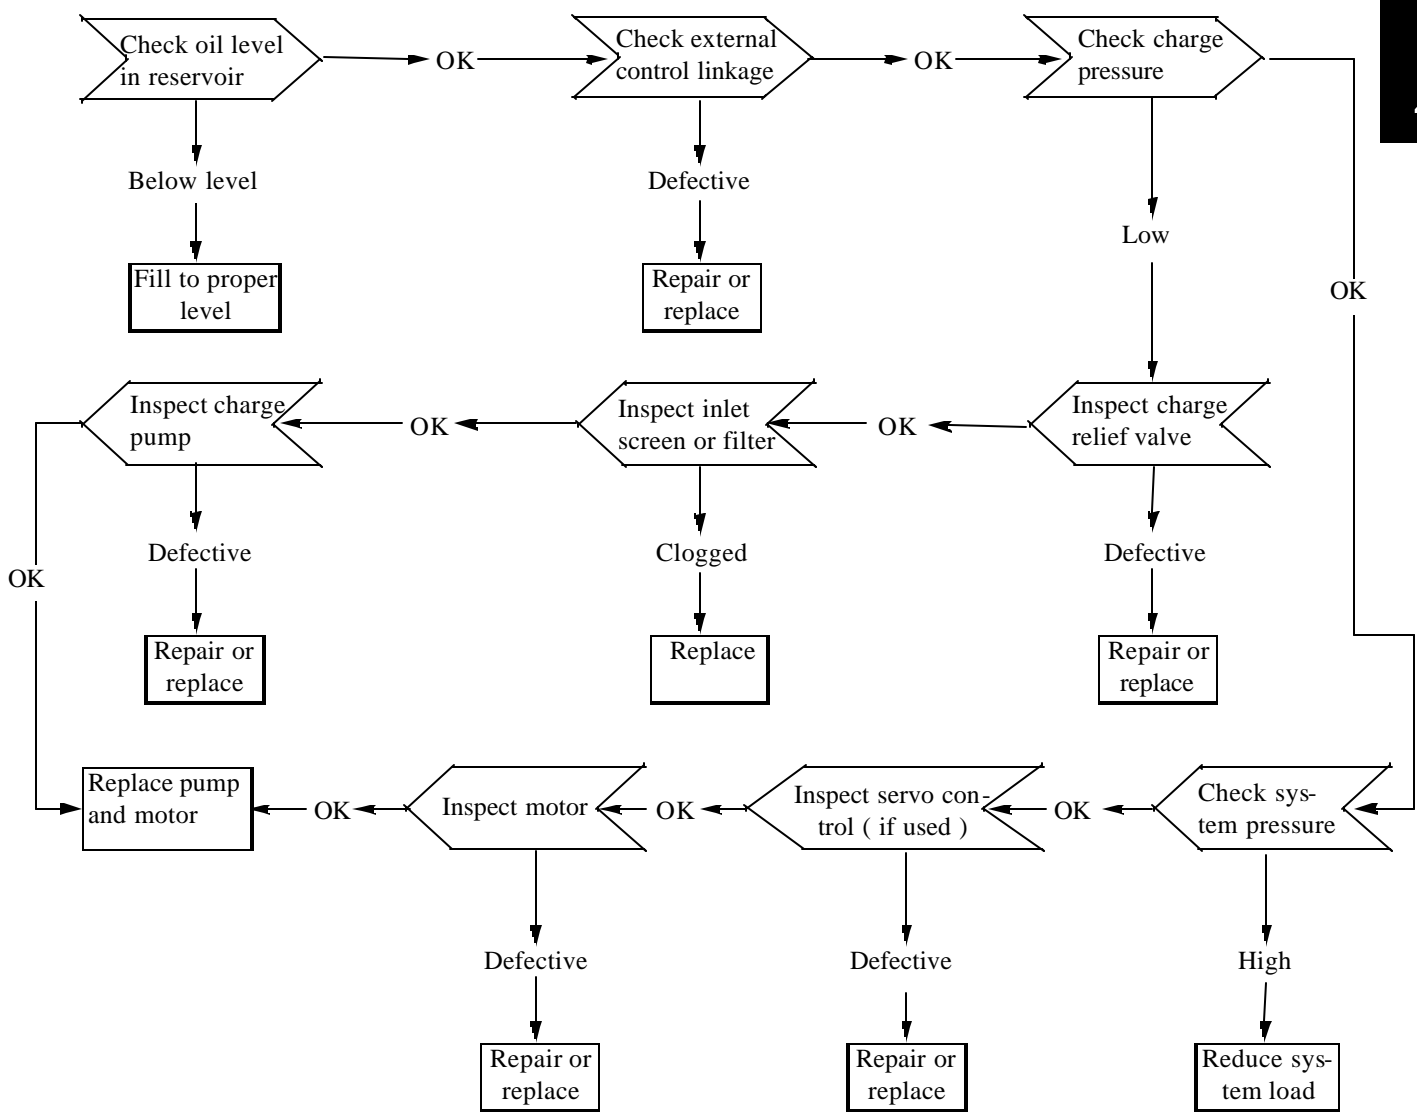 Check oil level
in reservoir
OK
Check external
control linkage
OK
Check charge
pressure
Below level
Defective
Low
OK
Fill to proper
level
Repair or
replace
Inspect charge
pump
OK
Inspect inlet
screen or filter
OK
Inspect charge
relief valve
OK
Defective
Clogged
Defective
Repair or
replace
Replace
Repair or
replace
Replace pump
and motor
OK
Inspect motor
OK
Inspect servo con-
trol ( if used )
OK
Check sys-
tem pressure
Defective
Defective
High
Repair or
replace
Repair or
replace
Reduce sys-
tem load